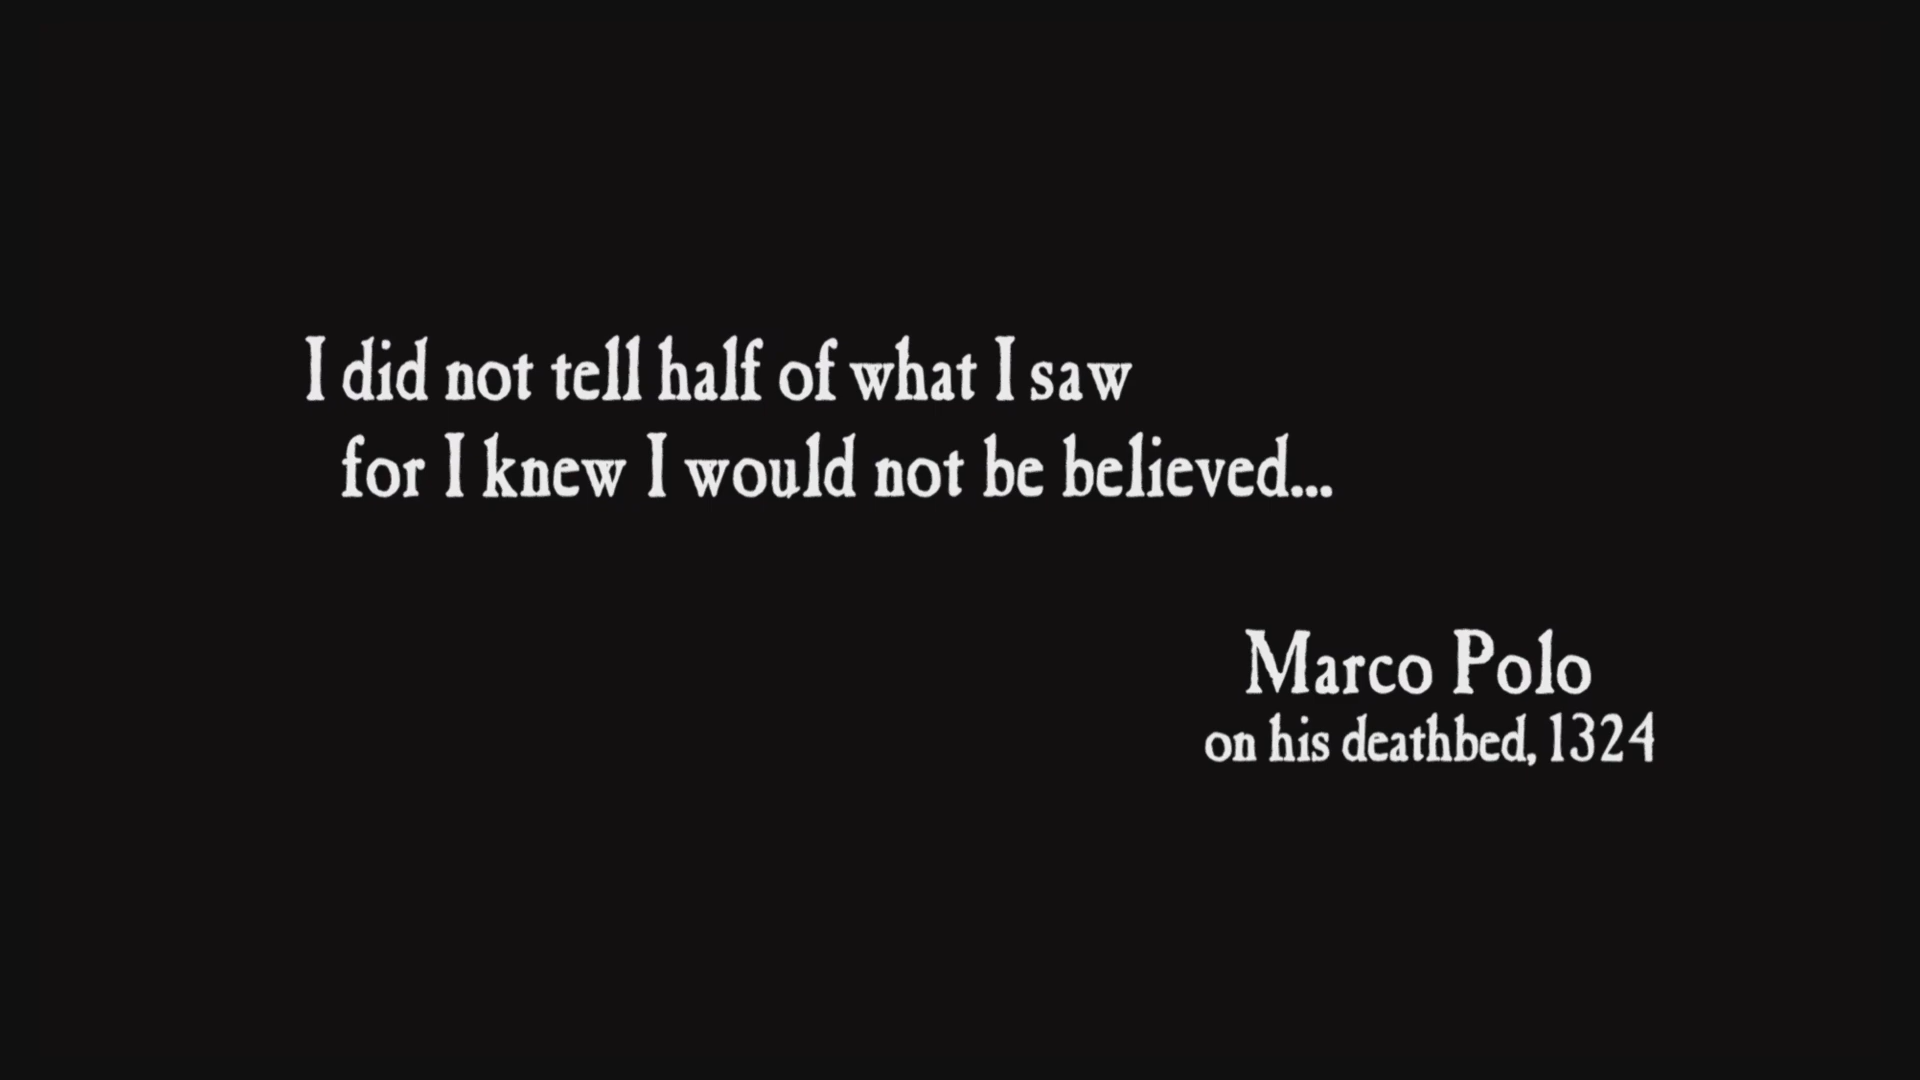 I did not tell half of what I saw
for I knew I would not be believed...
Marco Polo
on his deathbed, 1324